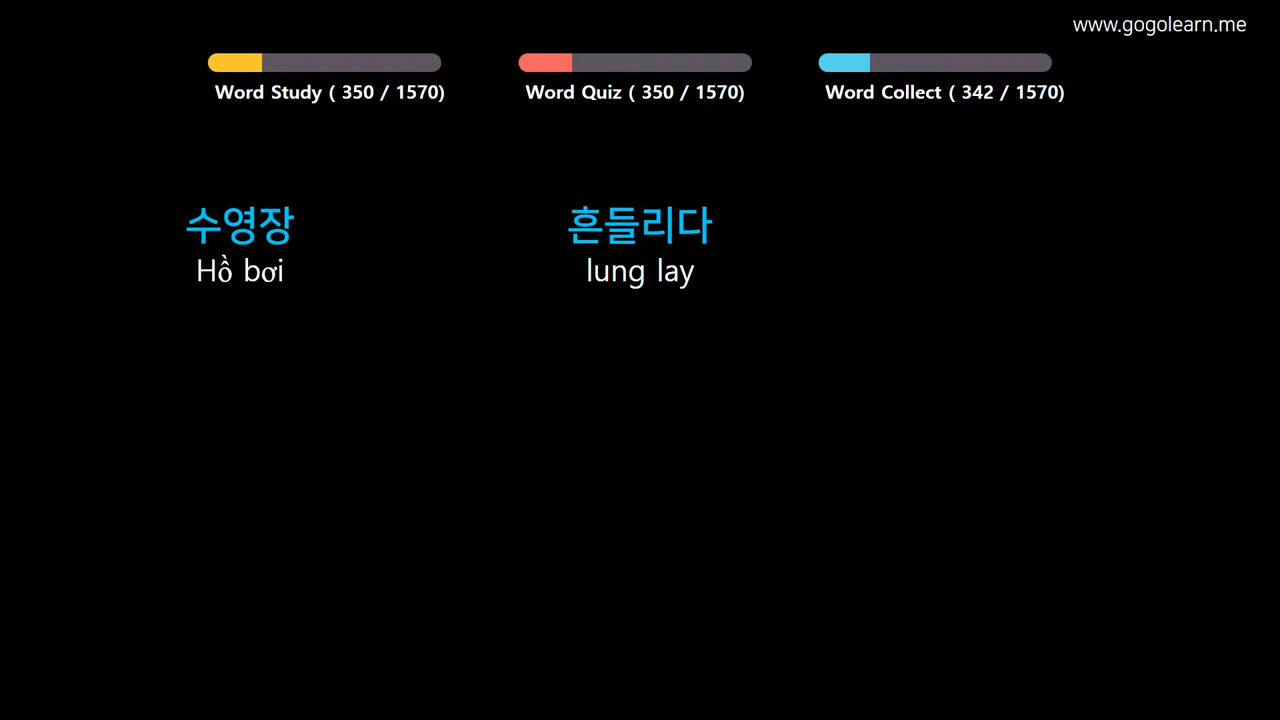 www.gogolearn.me
Word Study ( 350 / 1570)
Word Quiz ( 350 / 1570)
Word Collect ( 342 / 1570)
수영장
Hồ bơi
흔들리다
lung lay